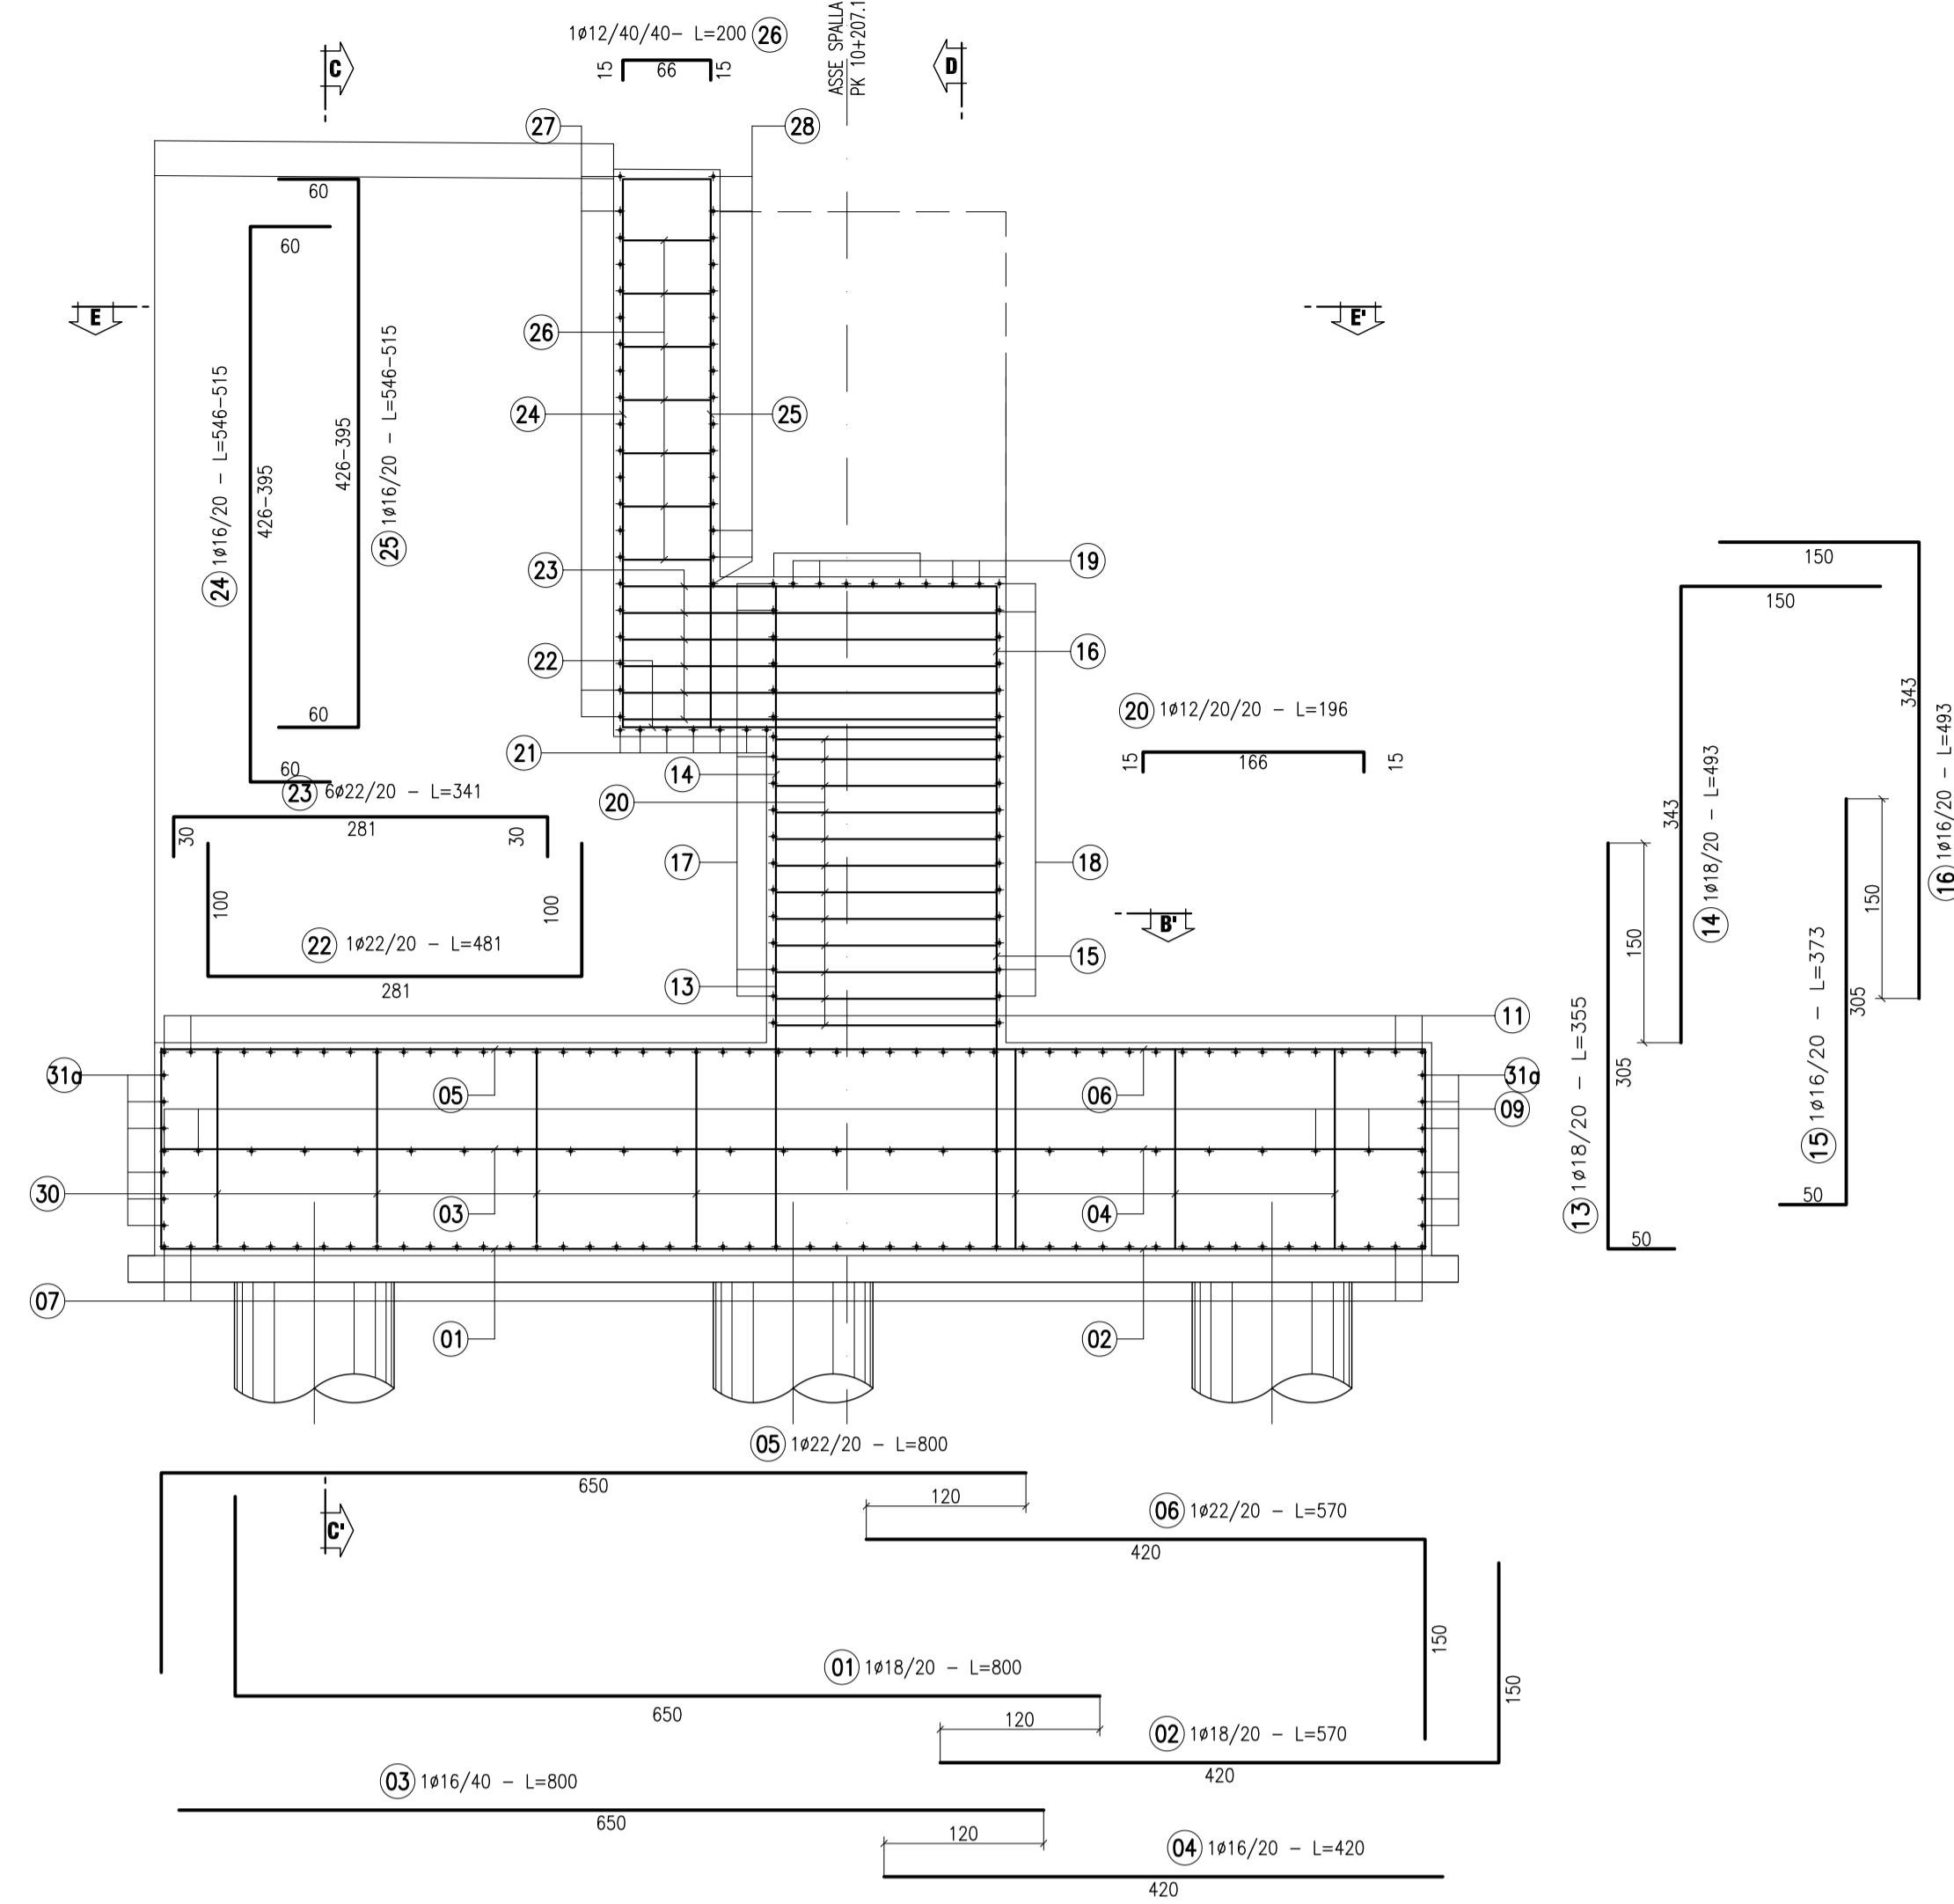 1ø12/40/40- L=200 26
15 66 15
ASSE SPALLA
PK 10+207.1
C
D
27
28
60
60
E
E'
26
24
25
24 1ø16/20 - L=546-515
426-395
426-395
25 1ø16/20 - L=546-515
60
60
23
19
22
16
21
14
20
17
18
15
13
20 1ø12/20/20 - L=196
15 166 15
23 6ø22/20 - L=341
30 281 30
100 100
22 1ø22/20 - L=481
281
B'
150
150
343
343
14 1ø18/20 - L=493
16 1ø16/20 - L=493
150
150
305
305
13 1ø18/20 - L=355
15 1ø16/20 - L=373
50
50
11
31a
31a
05
06
09
30
03
04
07
01
02
05 1ø22/20 - L=800
650
120
C'
06 1ø22/20 - L=570
420
150
01 1ø18/20 - L=800
650
120
150
02 1ø18/20 - L=570
420
03 1ø16/40 - L=800
650
120
04 1ø16/20 - L=420
420